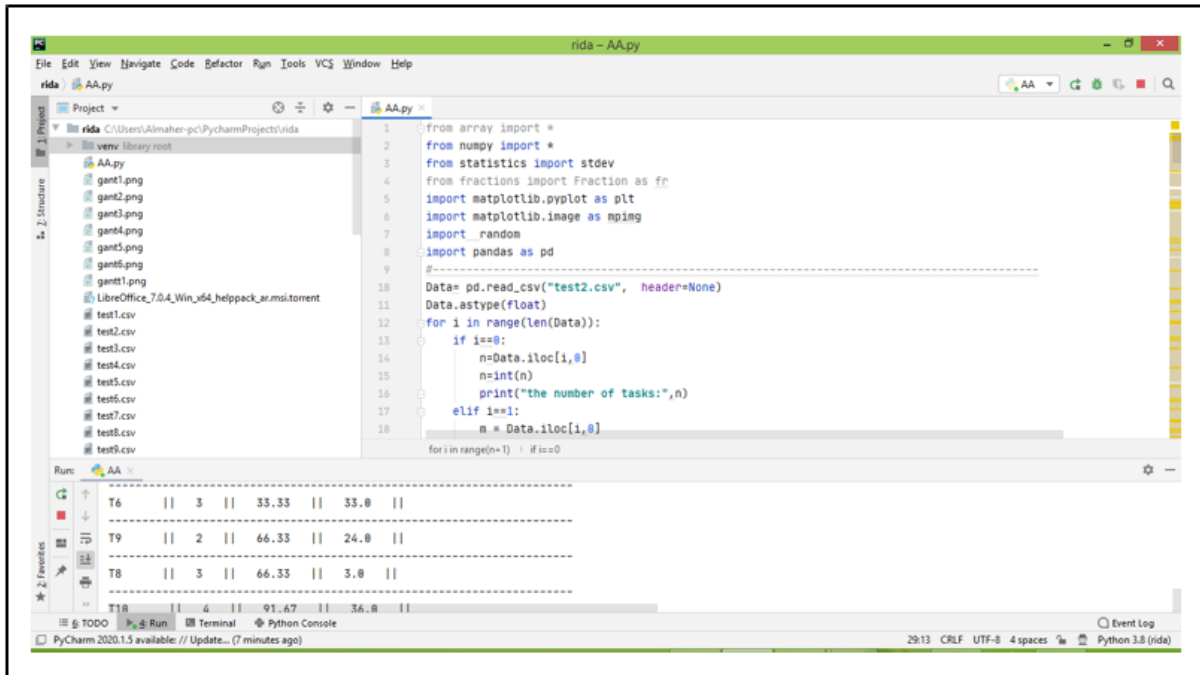 rida – AA.py
File Edit View Navigate Code Refactor Run Tools VCS Window Help
rida AA.py
AA
Project
AA.py
1: Project
2: Structure
2: Favorites
rida C:\Users\Almaher-pc\PycharmProjects\rida
venv library root
AA.py
gant1.png
gant2.png
gant3.png
gant4.png
gant5.png
gant6.png
gantt1.png
LibreOffice_7.0.4_Win_x64_helppack_ar.msi.torrent
test1.csv
test2.csv
test3.csv
test4.csv
test5.csv
test6.csv
test7.csv
test8.csv
test9.csv
1 from array import *
2 from numpy import *
3 from statistics import stdev
4 from fractions import Fraction as fr
5 import matplotlib.pyplot as plt
6 import matplotlib.image as mpimg
7 import random
8 import pandas as pd
9 #------------------------------------------------------------------------------------------
10 Data= pd.read_csv("test2.csv", header=None)
11 Data.astype(float)
12 for i in range(len(Data)):
13 if i==0:
14 n=Data.iloc[i,0]
15 n=int(n)
16 print("the number of tasks:",n)
17 elif i==1:
18 m = Data.iloc[i,0]
for i in range(n+1) > if i==0
Run: AA
---------------------------------------------------------------------
T6 || 3 || 33.33 || 33.0 ||
---------------------------------------------------------------------
T9 || 2 || 66.33 || 24.0 ||
---------------------------------------------------------------------
T8 || 3 || 66.33 || 3.0 ||
---------------------------------------------------------------------
T10 || 4 || 91.67 || 36.0 ||
6: TODO 4: Run Terminal Python Console Event Log
PyCharm 2020.1.5 available: // Update... (7 minutes ago) 29:13 CRLF UTF-8 4 spaces Python 3.8 (rida)